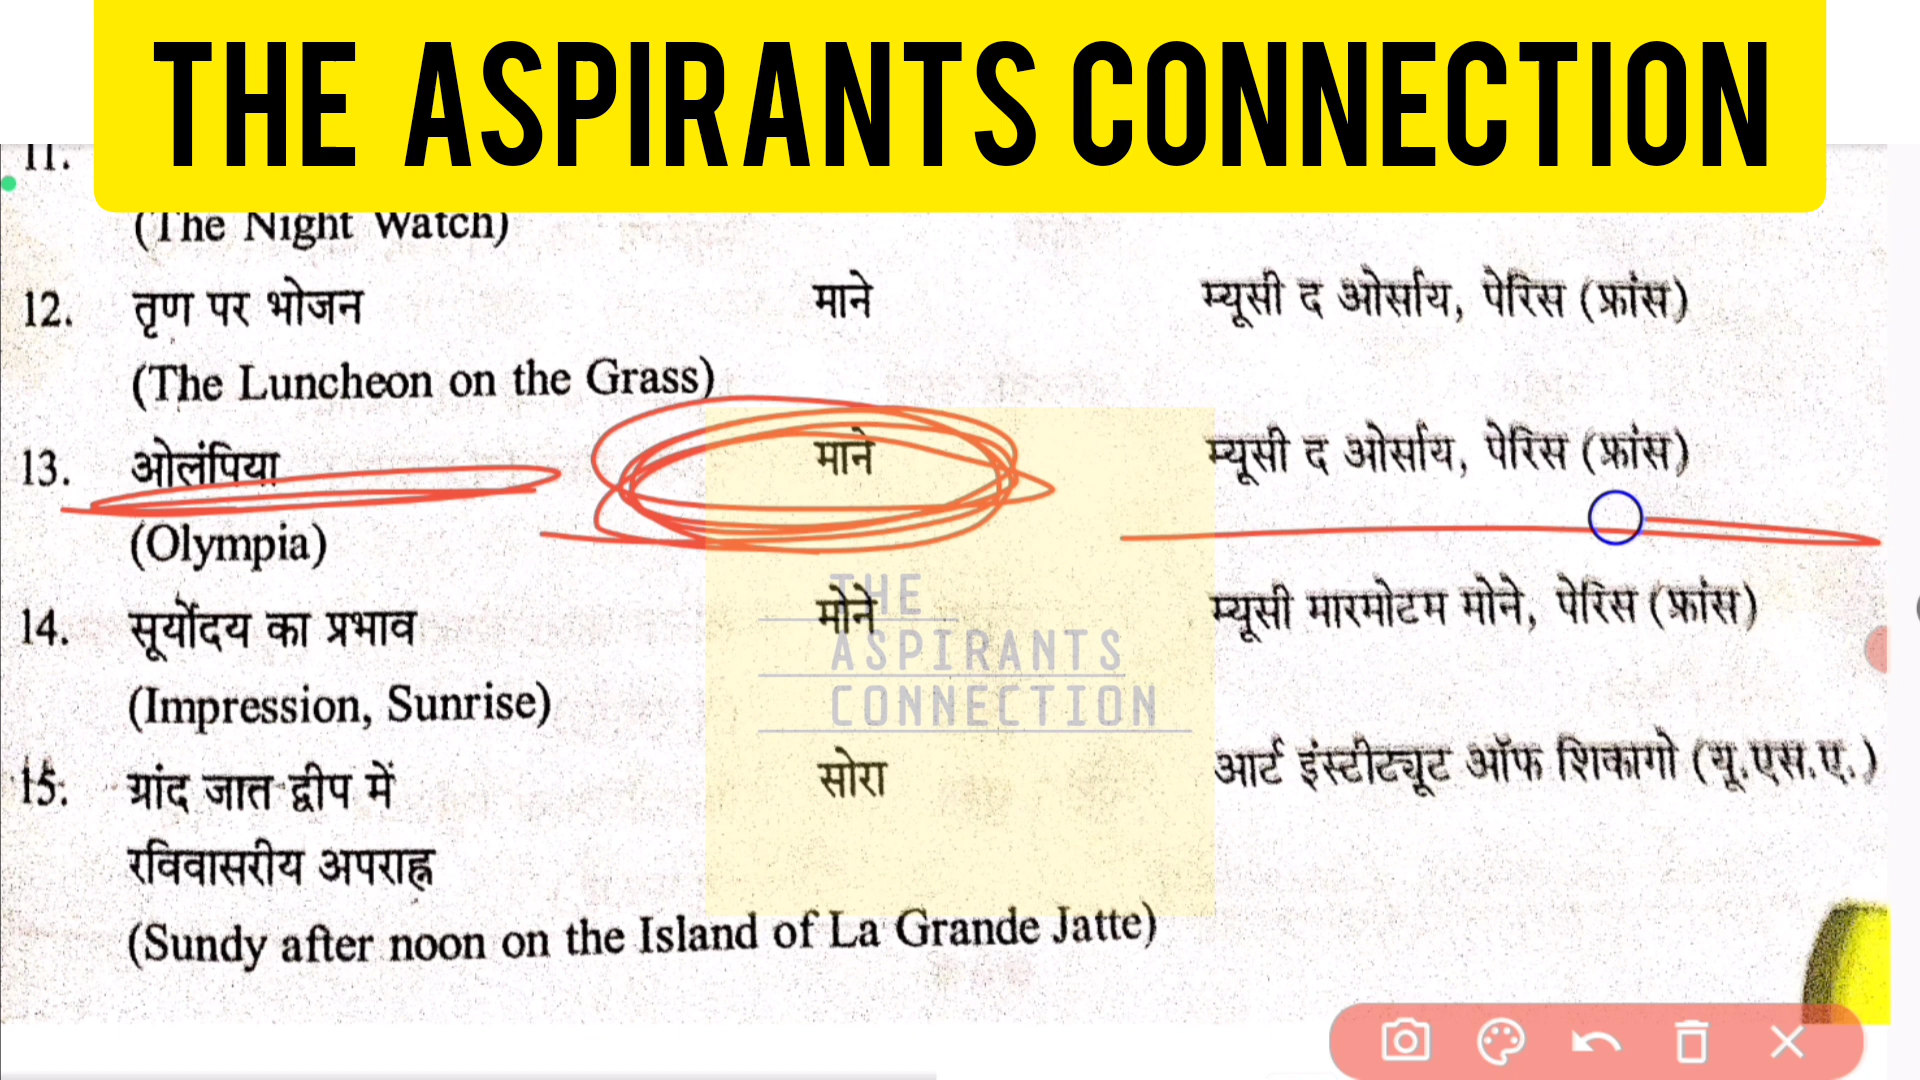 THE ASPIRANTS CONNECTION
11.
(The Night Watch)
12. तृण पर भोजन माने म्यूसी द ओर्साय, पेरिस (फ्रांस)
(The Luncheon on the Grass)
13. ओलंपिया माने म्यूसी द ओर्साय, पेरिस (फ्रांस)
(Olympia)
14. सूर्योदय का प्रभाव मोने म्यूसी मारमोटम मोने, पेरिस (फ्रांस)
(Impression, Sunrise)
15. ग्रांद जात द्वीप में सोरा आर्ट इंस्टीट्यूट ऑफ शिकागो (यू.एस.ए.)
रविवासरीय अपराह्न
(Sundy after noon on the Island of La Grande Jatte)
THE
ASPIRANTS
CONNECTION